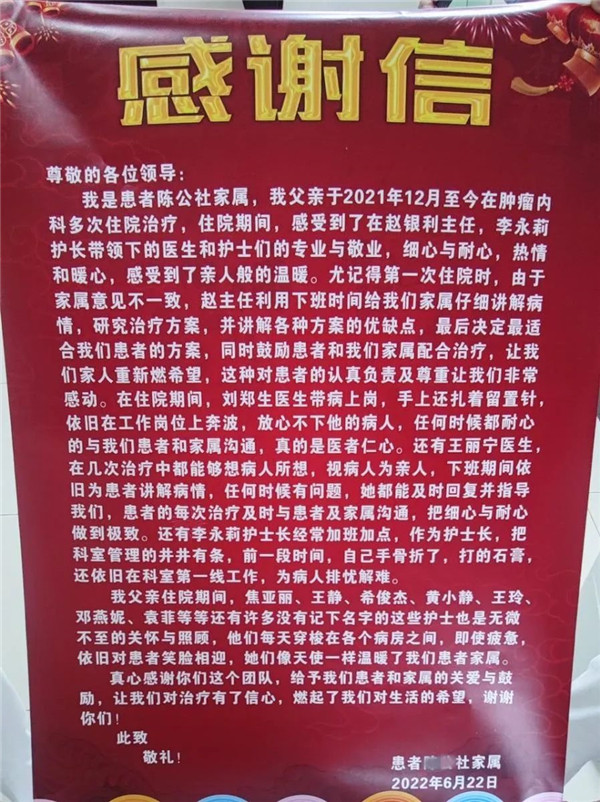 感谢信
尊敬的各位领导：
我是患者陈公社家属，我父亲于2021年12月至今在肿瘤内
科多次住院治疗，住院期间，感受到了在赵银利主任，李永莉
护长带领下的医生和护士们的专业与敬业，细心与耐心，热情
和暖心，感受到了亲人般的温暖。尤记得第一次住院时，由于
家属意见不一致，赵主任利用下班时间给我们家属仔细讲解病
情，研究治疗方案，并讲解各种方案的优缺点，最后决定最适
合我们患者的方案，同时鼓励患者和我们家属配合治疗，让我
们家人重新燃希望，这种对患者的认真负责及尊重让我们非常
感动。在住院期间，刘郑生医生带病上岗，手上还扎着留置针，
依旧在工作岗位上奔波，放心不下他的病人，任何时候都耐心
的与我们患者和家属沟通，真的是医者仁心。还有王丽宁医生，
在几次治疗中都能够想病人所想，视病人为亲人，下班期间依
旧为患者讲解病情，任何时候有问题，她都能及时回复并指导
我们，患者的每次治疗及时与患者及家属沟通，把细心与耐心
做到极致。还有李永莉护士长经常加班加点，作为护士长，把
科室管理的井井有条，前一段时间，自己手骨折了，打的石膏，
还依旧在科室第一线工作，为病人排忧解难。
我父亲住院期间，焦亚丽、王静、希俊杰、黄小静、王玲、
邓燕妮、袁菲等等还有许多没有记下名字的这些护士也是无微
不至的关怀与照顾，他们每天穿梭在各个病房之间，即使疲惫，
依旧对患者笑脸相迎，她们像天使一样温暖了我们患者家属。
真心感谢你们这个团队，给予我们患者和家属的关爱与鼓
励，让我们对治疗有了信心，燃起了我们对生活的希望，谢谢
你们！
此致
敬礼！
患者 社家属
2022年6月22日